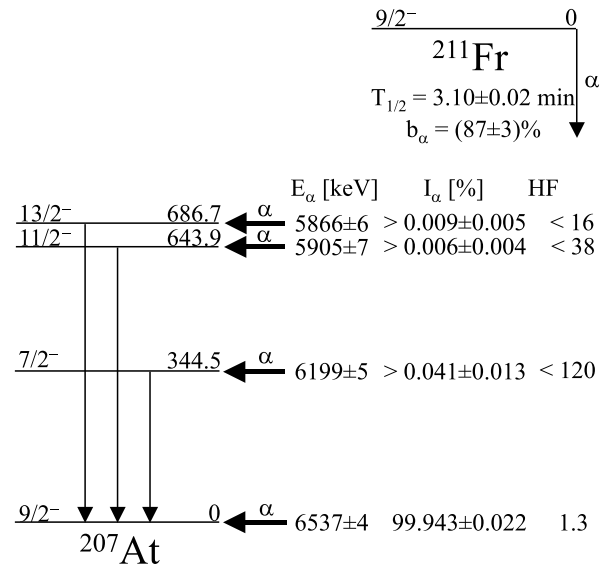 9/2⁻ 0
²¹¹Fr
α
T₁/₂ = 3.10±0.02 min
b_α = (87±3)%
E_α [keV] I_α [%] HF
13/2⁻ 686.7 α 5866±6 > 0.009±0.005 < 16
11/2⁻ 643.9 α 5905±7 > 0.006±0.004 < 38
7/2⁻ 344.5 α 6199±5 > 0.041±0.013 < 120
9/2⁻ 0 α 6537±4 99.943±0.022 1.3
²⁰⁷At